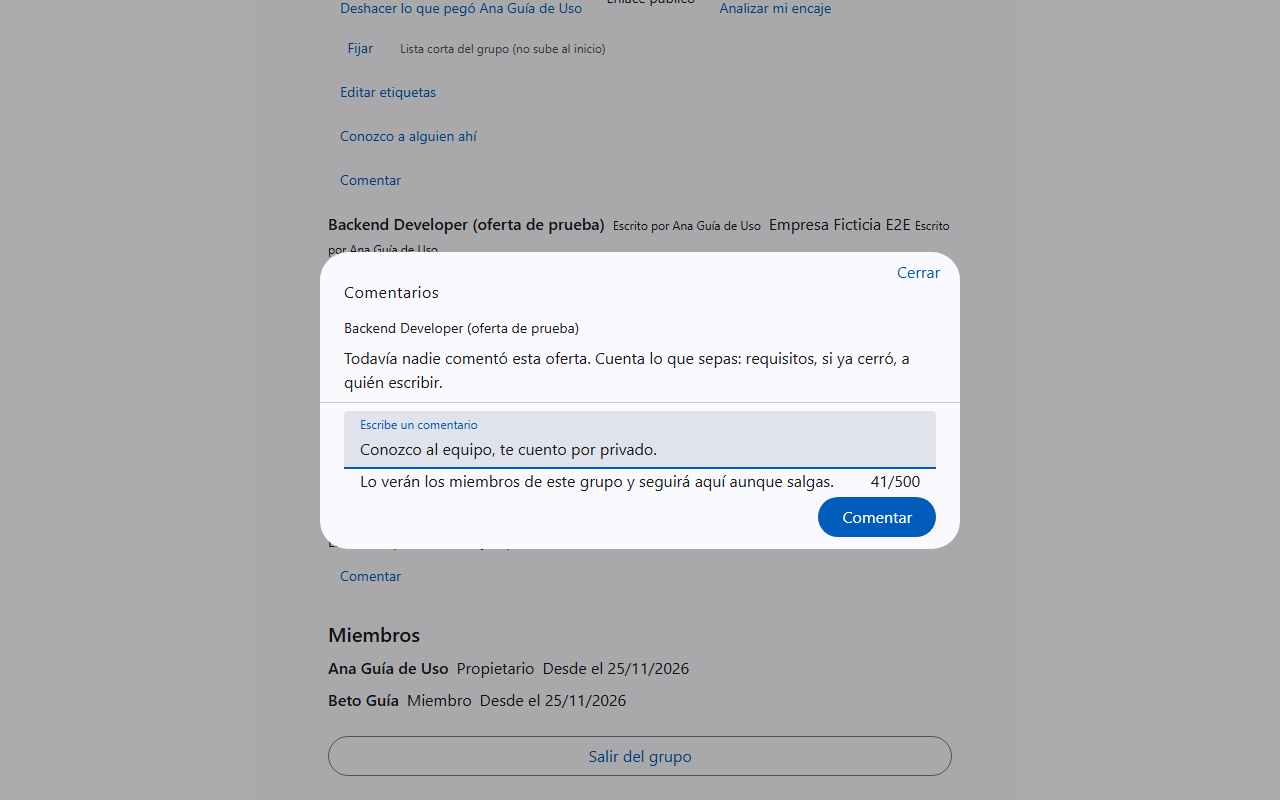 Deshacer lo que pegó Ana Guía de Uso
Enlace público
Analizar mi encaje
Fijar
Lista corta del grupo (no sube al inicio)
Editar etiquetas
Conozco a alguien ahí
Comentar
Backend Developer (oferta de prueba) Escrito por Ana Guía de Uso Empresa Ficticia E2E Escrito
por Ana Guía de Uso
Cerrar
Comentarios
Backend Developer (oferta de prueba)
Todavía nadie comentó esta oferta. Cuenta lo que sepas: requisitos, si ya cerró, a
quién escribir.
Escribe un comentario
Conozco al equipo, te cuento por privado.
Lo verán los miembros de este grupo y seguirá aquí aunque salgas. 41/500
Comentar
Comentar
Miembros
Ana Guía de Uso Propietario Desde el 25/11/2026
Beto Guía Miembro Desde el 25/11/2026
Salir del grupo